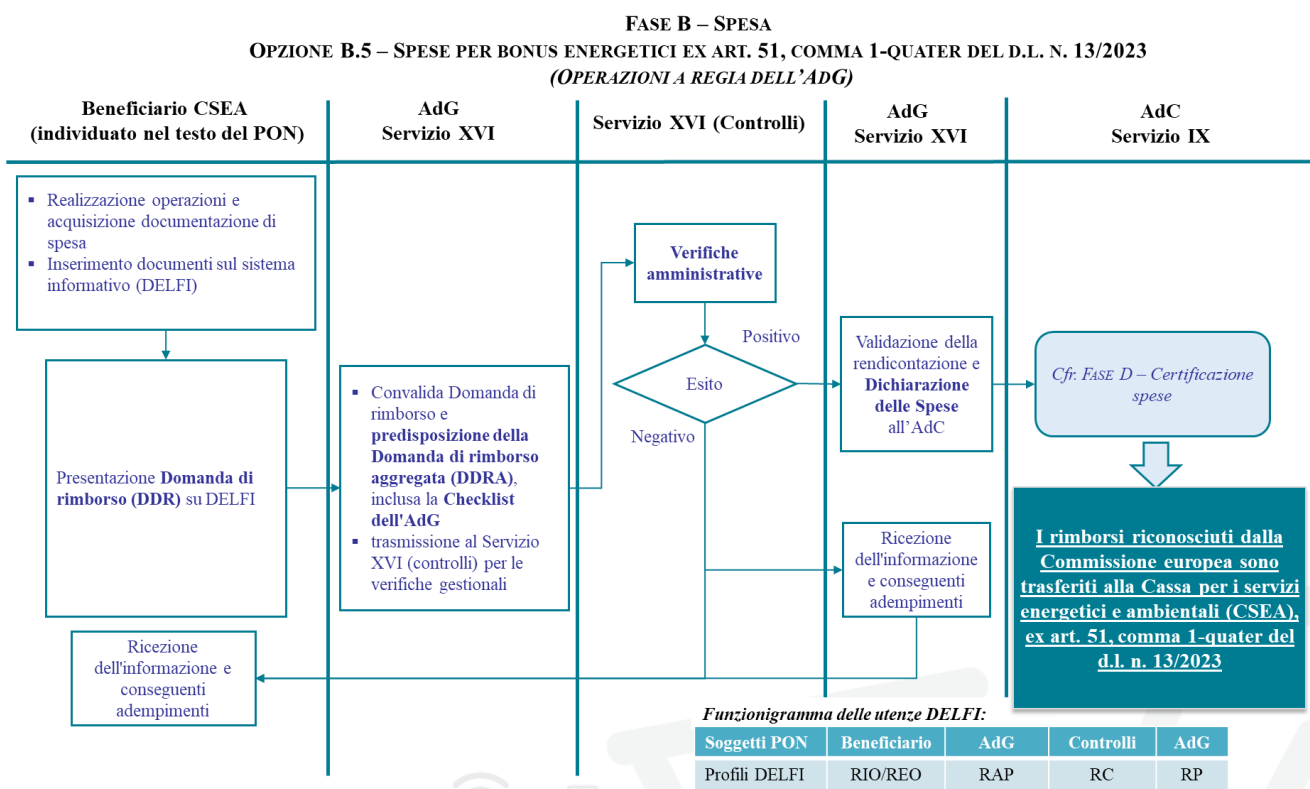 FASE B – SPESA
OPZIONE B.5 – SPESE PER BONUS ENERGETICI EX ART. 51, COMMA 1-QUATER DEL D.L. N. 13/2023
(OPERAZIONI A REGIA DELL'ADG)
Beneficiario CSEA
(individuato nel testo del PON)
AdG
Servizio XVI
Servizio XVI (Controlli)
AdG
Servizio XVI
AdC
Servizio IX
▪ Realizzazione operazioni e
acquisizione documentazione di
spesa
▪ Inserimento documenti sul sistema
informativo (DELFI)
Presentazione Domanda di
rimborso (DDR) su DELFI
Ricezione
dell'informazione e
conseguenti
adempimenti
▪ Convalida Domanda di
rimborso e
predisposizione della
Domanda di rimborso
aggregata (DDRA),
inclusa la Checklist
dell'AdG
▪ trasmissione al Servizio
XVI (controlli) per le
verifiche gestionali
Verifiche
amministrative
Positivo
Esito
Negativo
Validazione della
rendicontazione e
Dichiarazione
delle Spese
all'AdC
Ricezione
dell'informazione
e conseguenti
adempimenti
Cfr. FASE D – Certificazione
spese
I rimborsi riconosciuti dalla
Commissione europea sono
trasferiti alla Cassa per i servizi
energetici e ambientali (CSEA),
ex art. 51, comma 1-quater del
d.l. n. 13/2023
Funzionigramma delle utenze DELFI:
Soggetti PON Beneficiario AdG Controlli AdG
Profili DELFI RIO/REO RAP RC RP